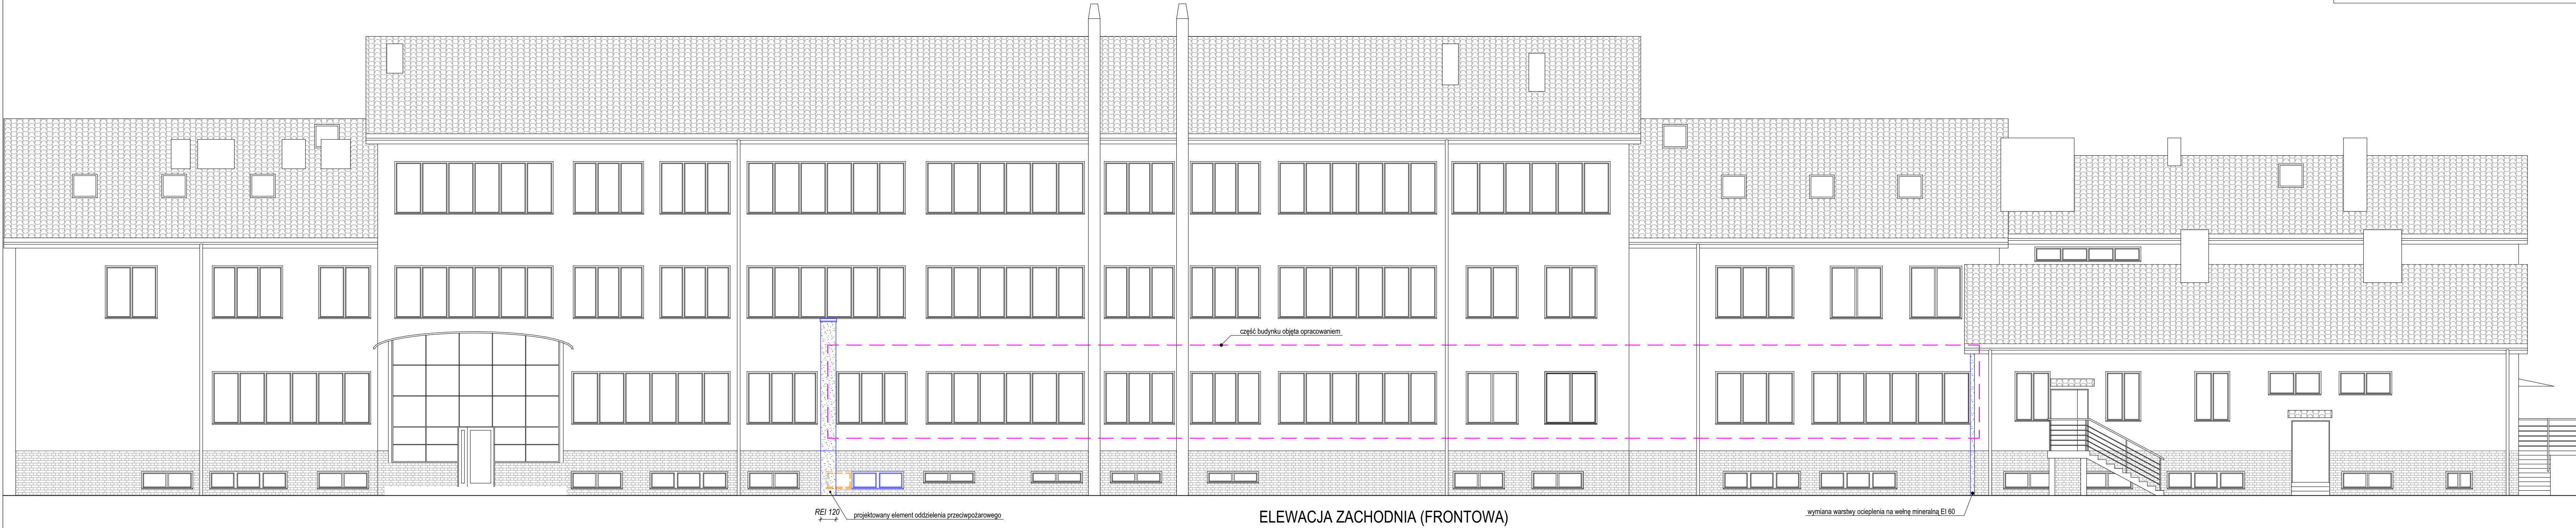 część budynku objęta opracowaniem
REI 120
projektowany element oddzielenia przeciwpożarowego
ELEWACJA ZACHODNIA (FRONTOWA)
wymiana warstwy ocieplenia na wełnę mineralną EI 60